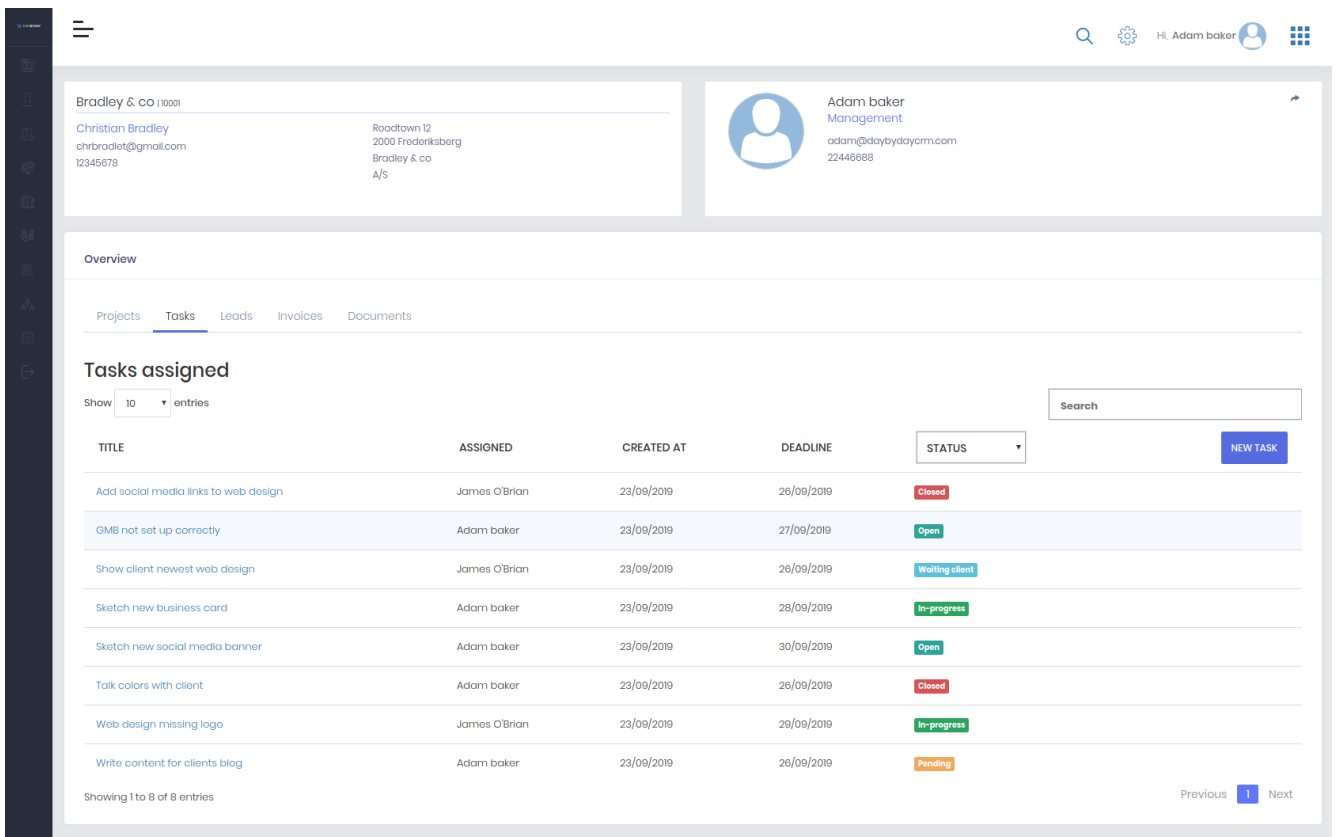 Hi, Adam baker
Bradley & co | 10001
Christian Bradley
chrbradlet@gmail.com
12345678
Roadtown 12
2000 Frederiksberg
Bradley & co
A/S
Adam baker
Management
adam@daybydaycrm.com
22446688
Overview
Projects Tasks Leads Invoices Documents
Tasks assigned
Show 10 entries
Search
TITLE ASSIGNED CREATED AT DEADLINE STATUS NEW TASK
Add social media links to web design James O'Brian 23/09/2019 26/09/2019 Closed
GMB not set up correctly Adam baker 23/09/2019 27/09/2019 Open
Show client newest web design James O'Brian 23/09/2019 26/09/2019 Waiting client
Sketch new business card Adam baker 23/09/2019 28/09/2019 In-progress
Sketch new social media banner Adam baker 23/09/2019 30/09/2019 Open
Talk colors with client Adam baker 23/09/2019 26/09/2019 Closed
Web design missing logo James O'Brian 23/09/2019 29/09/2019 In-progress
Write content for clients blog Adam baker 23/09/2019 26/09/2019 Pending
Showing 1 to 8 of 8 entries
Previous 1 Next